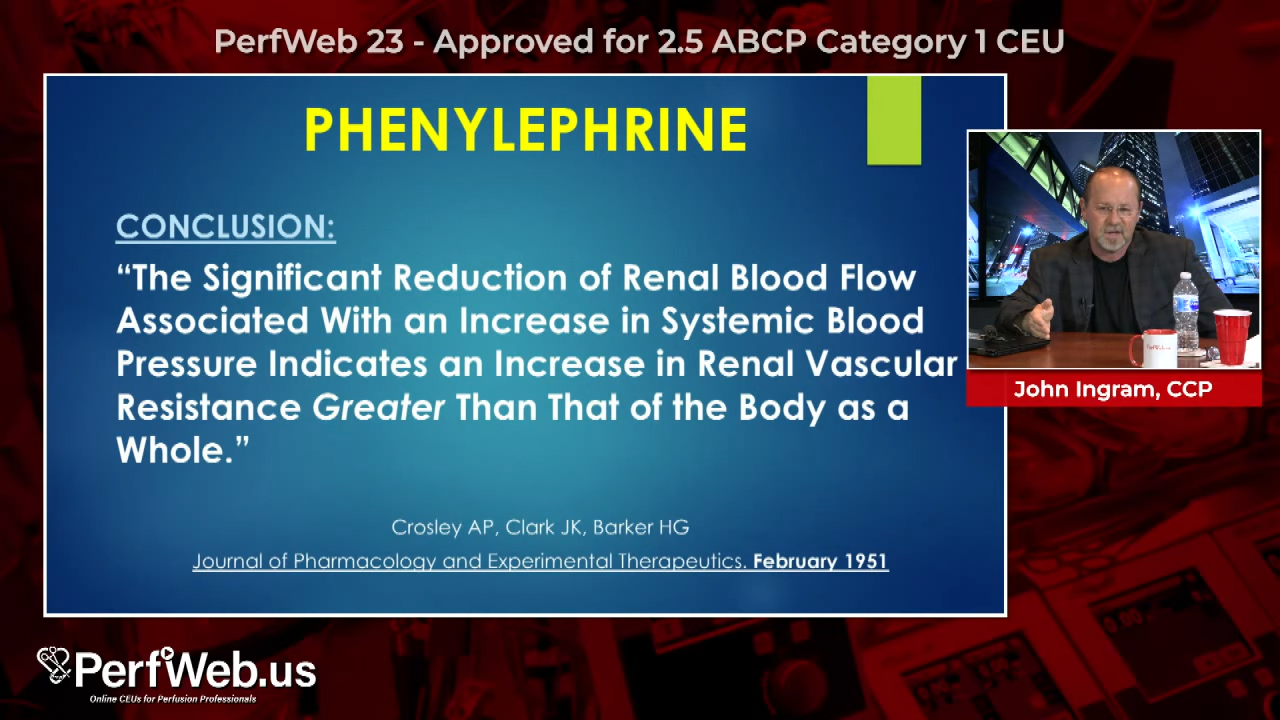 PerfWeb 23 - Approved for 2.5 ABCP Category 1 CEU
PHENYLEPHRINE
CONCLUSION:
“The Significant Reduction of Renal Blood Flow
Associated With an Increase in Systemic Blood
Pressure Indicates an Increase in Renal Vascular
Resistance Greater Than That of the Body as a
Whole.”
Crosley AP, Clark JK, Barker HG
Journal of Pharmacology and Experimental Therapeutics. February 1951
PerfWeb.us
John Ingram, CCP
PerfWeb.us
Online CEUs for Perfusion Professionals